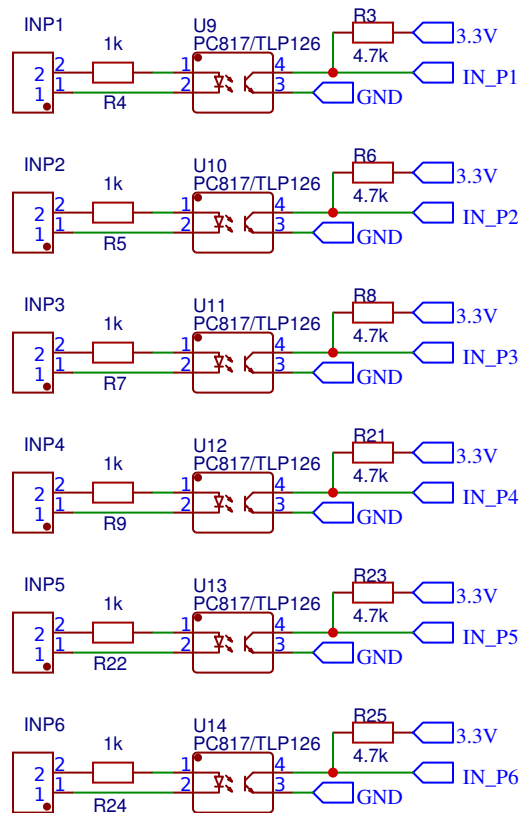 INP1 1k U9 R3
PC817/TLP126 3.3V
2 2 1 4 4.7k IN_P1
1 1 2 3 GND
R4
INP2 1k U10 R6
PC817/TLP126 3.3V
2 2 1 4 4.7k IN_P2
1 1 2 3 GND
R5
INP3 1k U11 R8
PC817/TLP126 3.3V
2 2 1 4 4.7k IN_P3
1 1 2 3 GND
R7
INP4 1k U12 R21
PC817/TLP126 3.3V
2 2 1 4 4.7k IN_P4
1 1 2 3 GND
R9
INP5 1k U13 R23
PC817/TLP126 3.3V
2 2 1 4 4.7k IN_P5
1 1 2 3 GND
R22
INP6 1k U14 R25
PC817/TLP126 3.3V
2 2 1 4 4.7k IN_P6
1 1 2 3 GND
R24